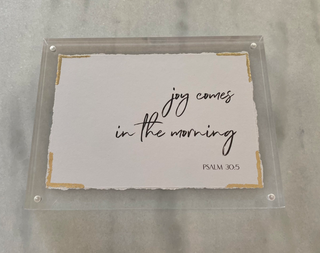 joy comes
in the morning
PSALM 30:5